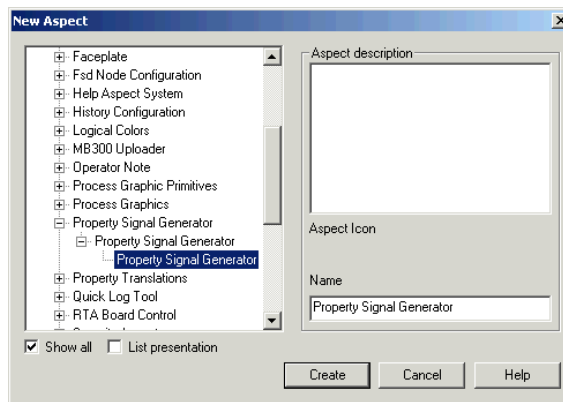 New Aspect
Faceplate
Fsd Node Configuration
Help Aspect System
History Configuration
Logical Colors
MB300 Uploader
Operator Note
Process Graphic Primitives
Process Graphics
Property Signal Generator
Property Signal Generator
Property Signal Generator
Property Translations
Quick Log Tool
RTA Board Control
Show all
List presentation
Aspect description
Aspect Icon
Name
Property Signal Generator
Create
Cancel
Help